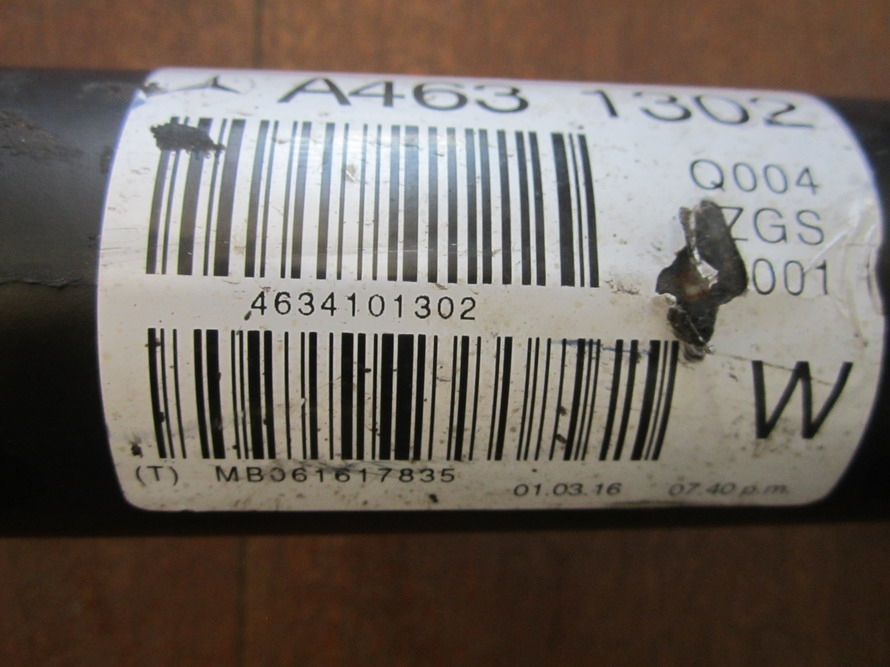 A463 1302
Q004
ZGS
001
4634101302
W
(T) MB061617835
01.03.16 07.40 p.m.